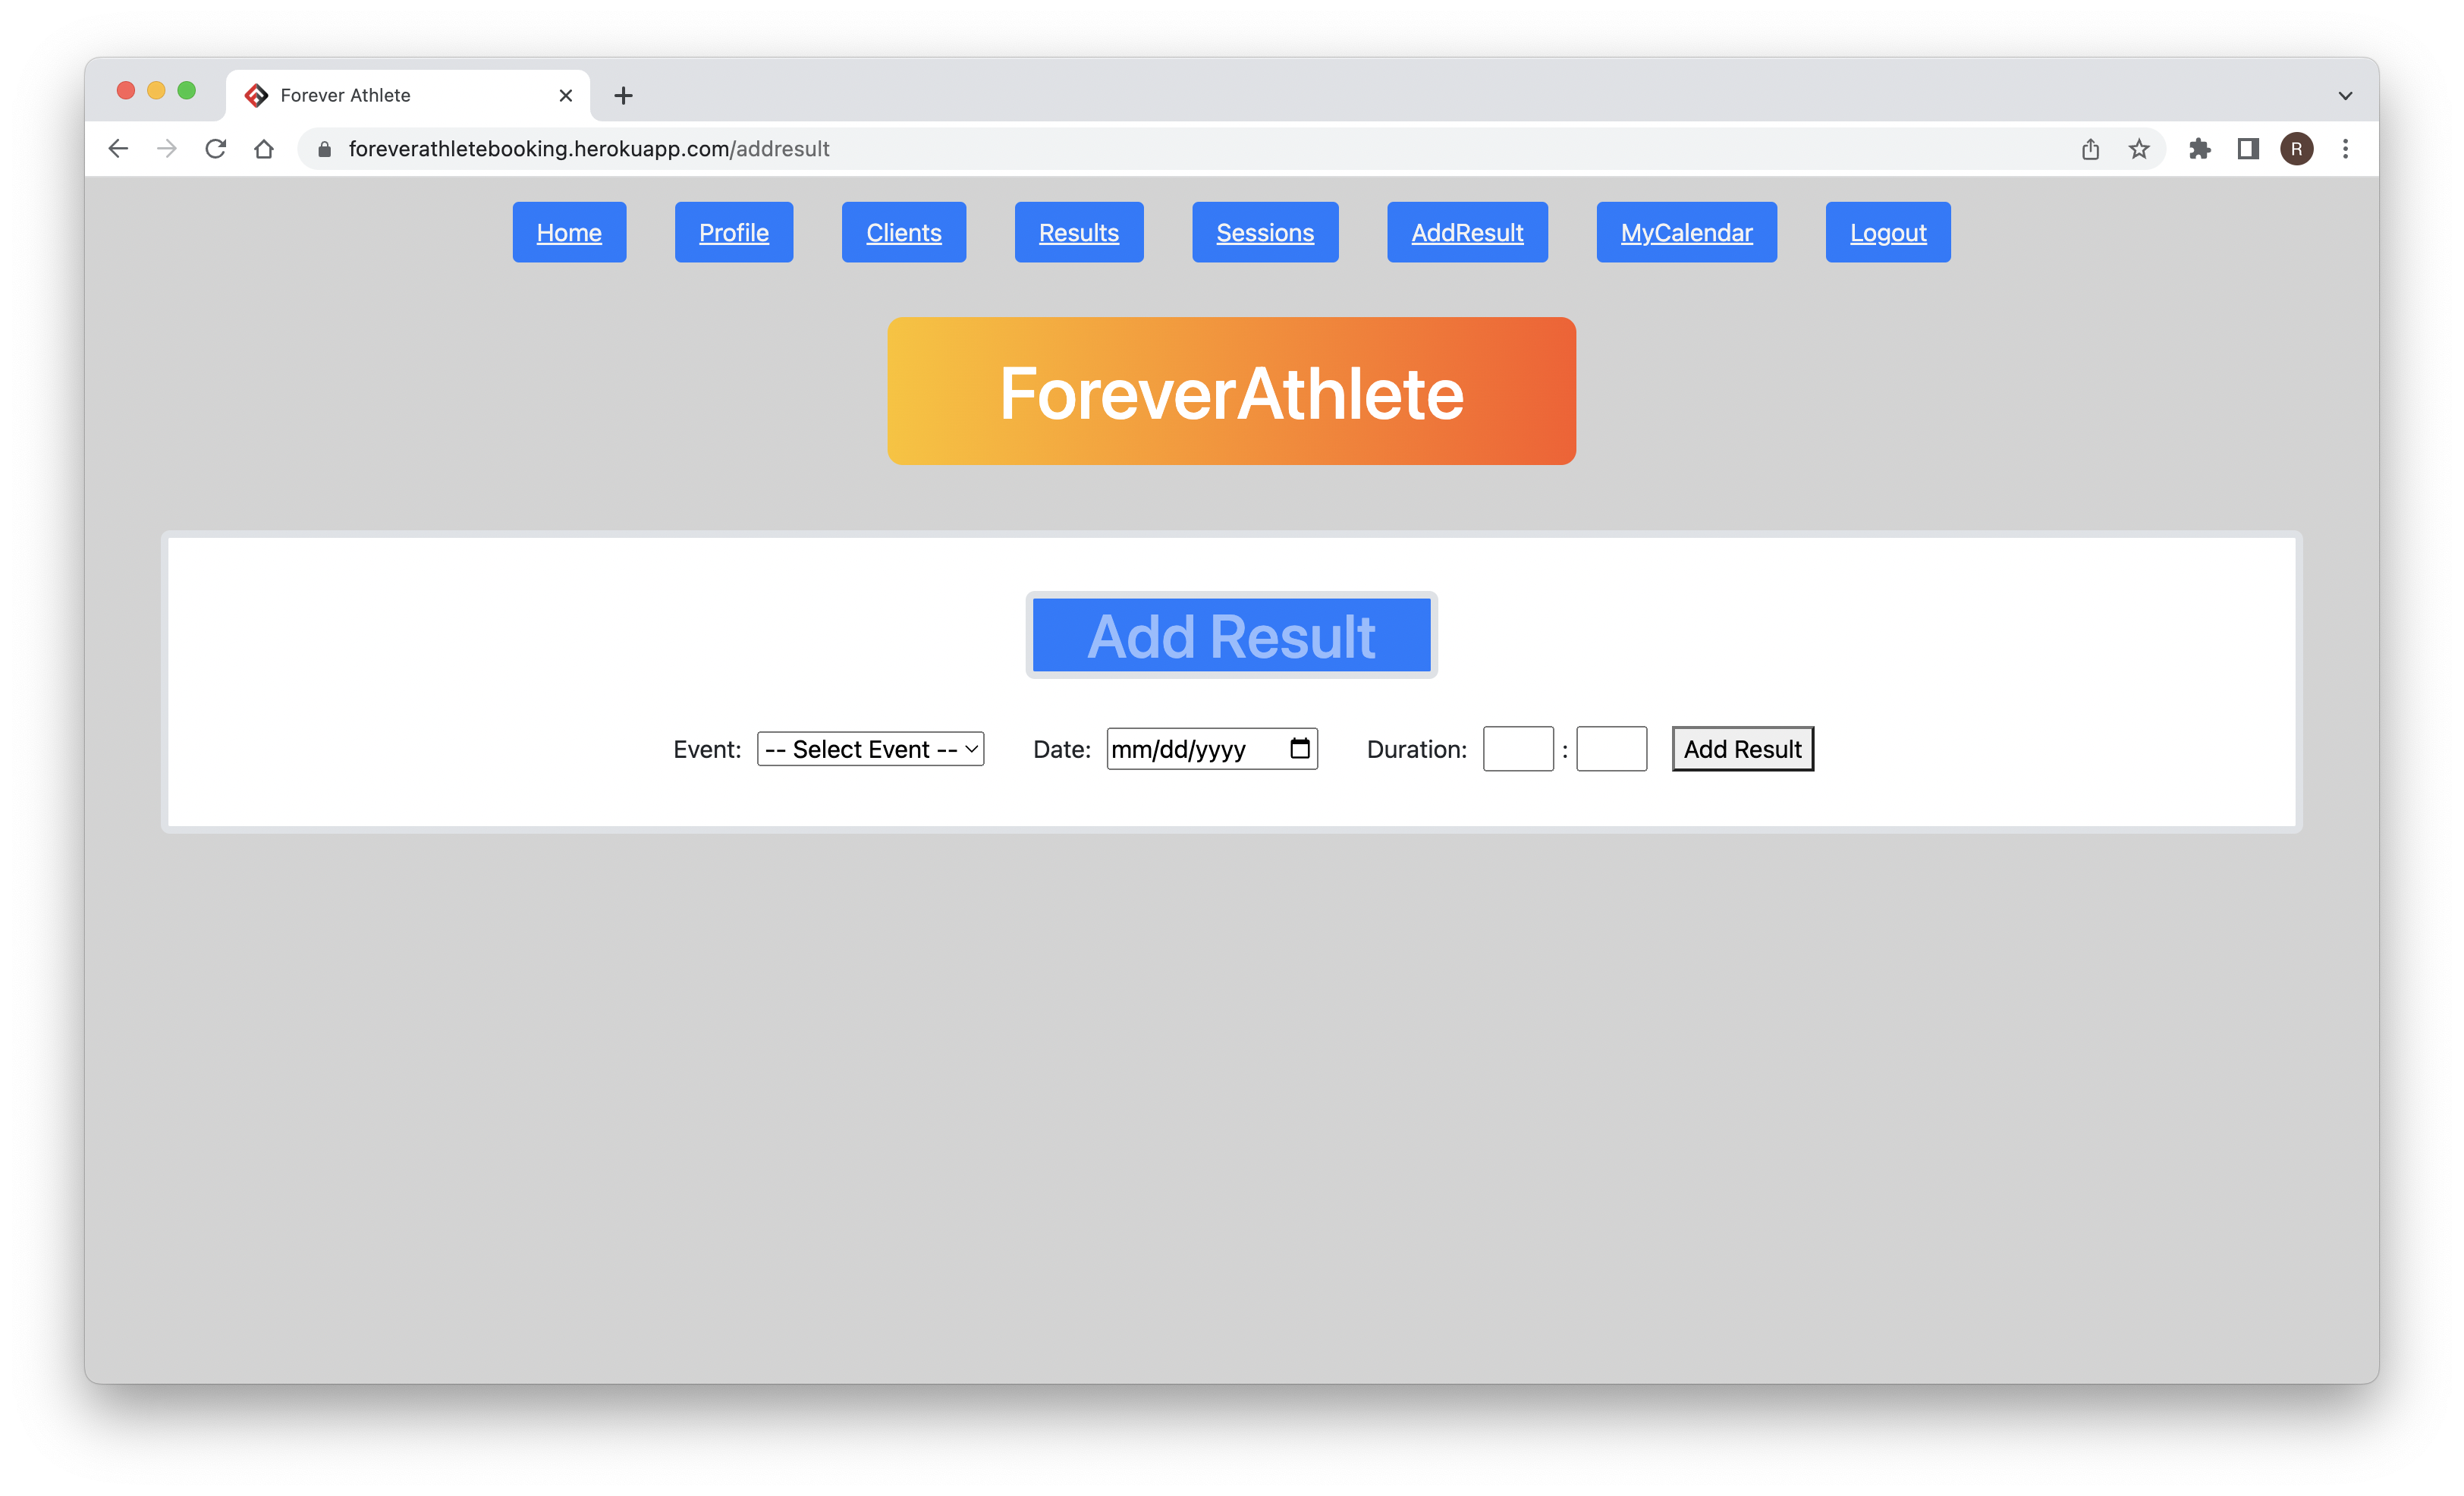 Forever Athlete
foreverathletebooking.herokuapp.com/addresult
R
Home Profile Clients Results Sessions AddResult MyCalendar Logout
ForeverAthlete
Add Result
Event: -- Select Event -- Date: mm/dd/yyyy Duration: : Add Result